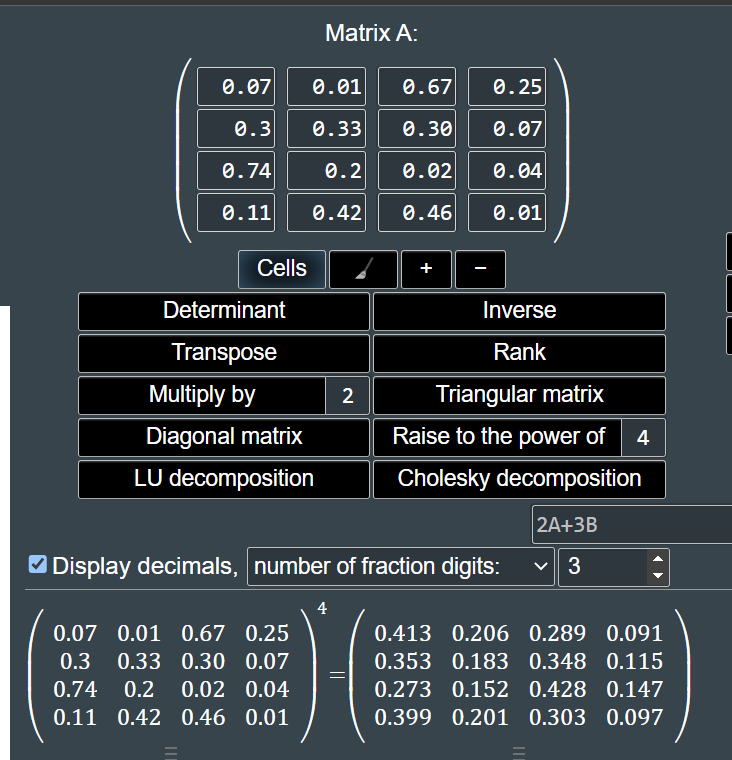 Matrix A:
0.07 0.01 0.67 0.25
0.3 0.33 0.30 0.07
0.74 0.2 0.02 0.04
0.11 0.42 0.46 0.01
Cells + −
Determinant Inverse
Transpose Rank
Multiply by 2 Triangular matrix
Diagonal matrix Raise to the power of 4
LU decomposition Cholesky decomposition
2A+3B
Display decimals, number of fraction digits: 3
4
0.07 0.01 0.67 0.25 0.413 0.206 0.289 0.091
0.3 0.33 0.30 0.07 0.353 0.183 0.348 0.115
=
0.74 0.2 0.02 0.04 0.273 0.152 0.428 0.147
0.11 0.42 0.46 0.01 0.399 0.201 0.303 0.097